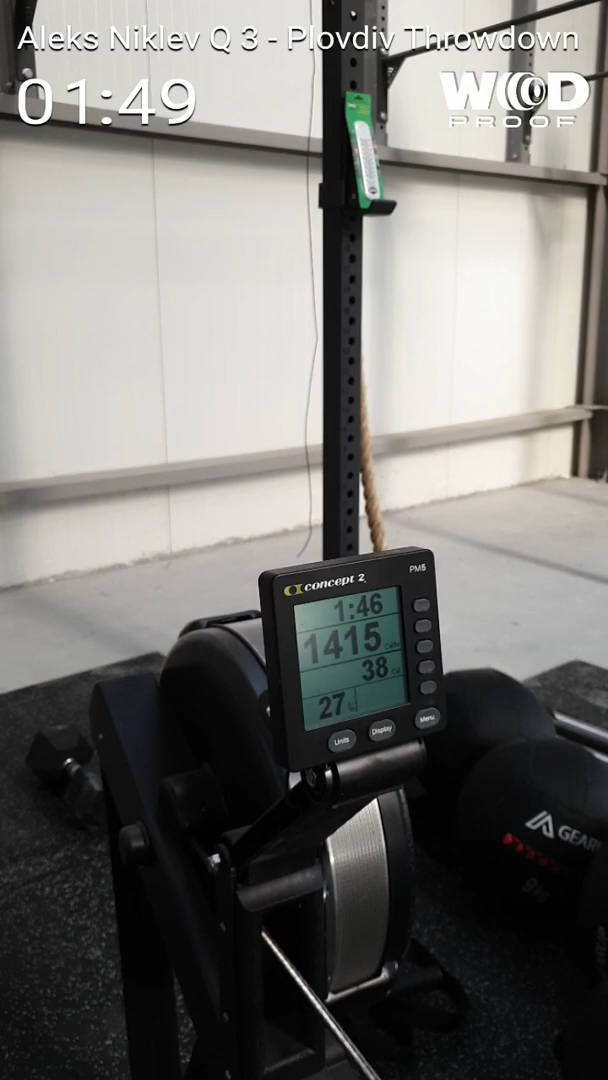 Aleks Niklev Q 3 - Plovdiv Throwdown
01:49
WOD
PROOF
concept 2
PM5
1:46
1415
38 Cal
27
Units
Display
Menu
GEAR